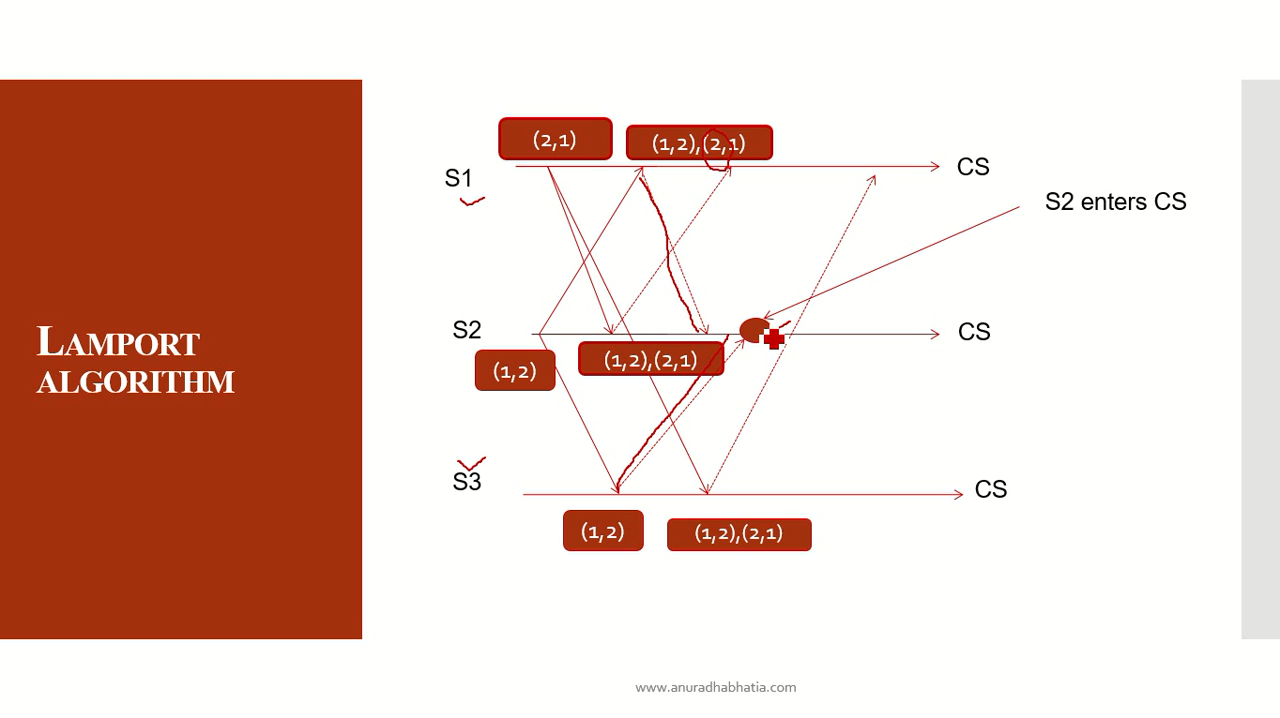 LAMPORT
ALGORITHM
(2,1)
(1,2),(2,1)
S1
CS
S2 enters CS
S2
CS
(1,2)
(1,2),(2,1)
S3
CS
(1,2)
(1,2),(2,1)
www.anuradhabhatia.com